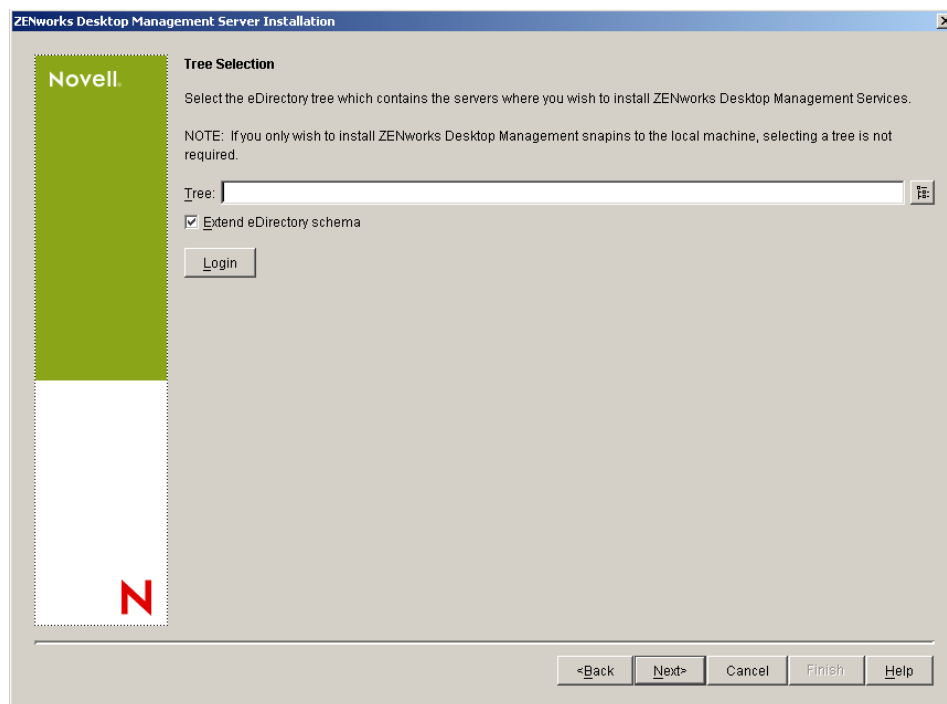 ZENworks Desktop Management Server Installation
Novell.
Tree Selection
Select the eDirectory tree which contains the servers where you wish to install ZENworks Desktop Management Services.
NOTE: If you only wish to install ZENworks Desktop Management snapins to the local machine, selecting a tree is not
required.
Tree:
Extend eDirectory schema
Login
N
<Back Next> Cancel Finish Help